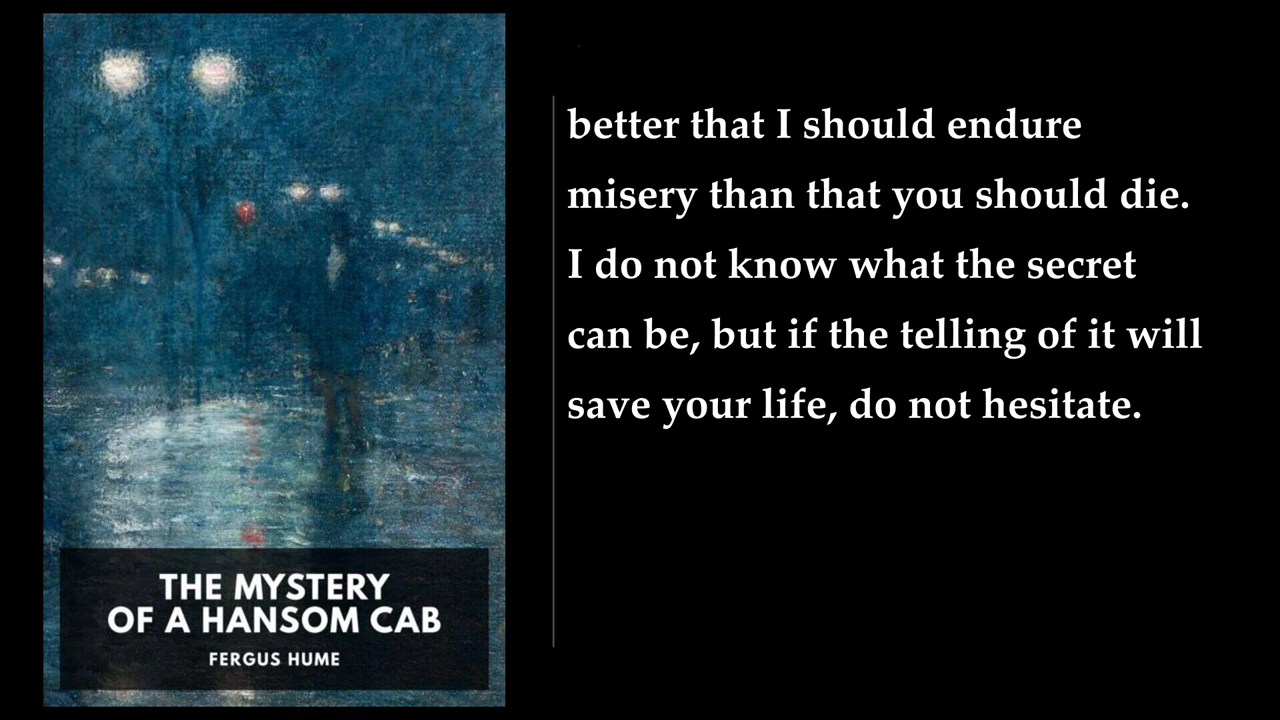 THE MYSTERY
OF A HANSOM CAB
FERGUS HUME
better that I should endure
misery than that you should die.
I do not know what the secret
can be, but if the telling of it will
save your life, do not hesitate.